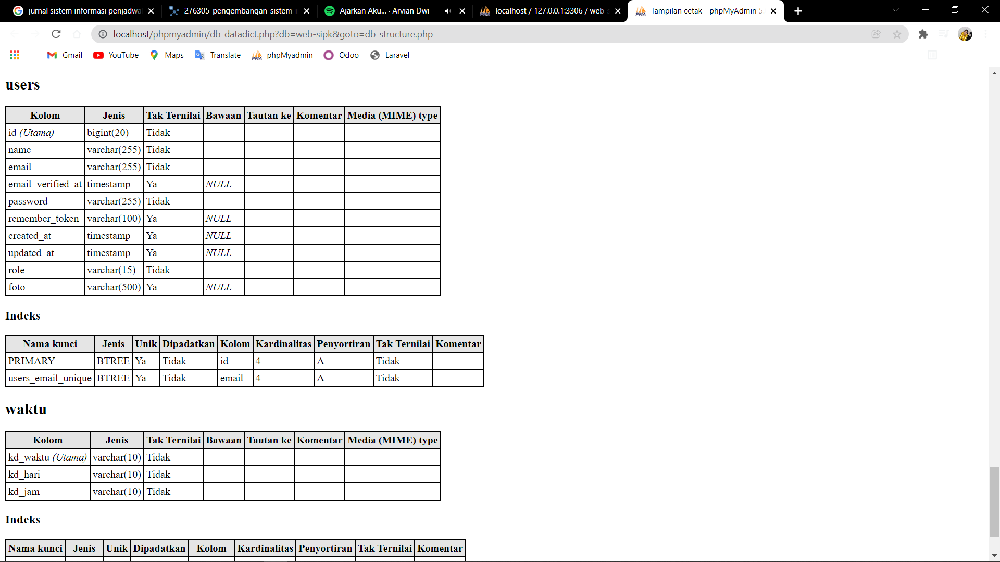 jurnal sistem informasi penjadwa
276305-pengembangan-sistem-i
Ajarkan Aku... · Arvian Dwi
localhost / 127.0.0.1:3306 / web-s
Tampilan cetak - phpMyAdmin 5.
localhost/phpmyadmin/db_datadict.php?db=web-sipk&goto=db_structure.php
Gmail YouTube Maps Translate phpMyadmin Odoo Laravel
users
Kolom Jenis Tak Ternilai Bawaan Tautan ke Komentar Media (MIME) type
id (Utama) bigint(20) Tidak
name varchar(255) Tidak
email varchar(255) Tidak
email_verified_at timestamp Ya NULL
password varchar(255) Tidak
remember_token varchar(100) Ya NULL
created_at timestamp Ya NULL
updated_at timestamp Ya NULL
role varchar(15) Tidak
foto varchar(500) Ya NULL
Indeks
Nama kunci Jenis Unik Dipadatkan Kolom Kardinalitas Penyortiran Tak Ternilai Komentar
PRIMARY BTREE Ya Tidak id 4 A Tidak
users_email_unique BTREE Ya Tidak email 4 A Tidak
waktu
Kolom Jenis Tak Ternilai Bawaan Tautan ke Komentar Media (MIME) type
kd_waktu (Utama) varchar(10) Tidak
kd_hari varchar(10) Tidak
kd_jam varchar(10) Tidak
Indeks
Nama kunci Jenis Unik Dipadatkan Kolom Kardinalitas Penyortiran Tak Ternilai Komentar